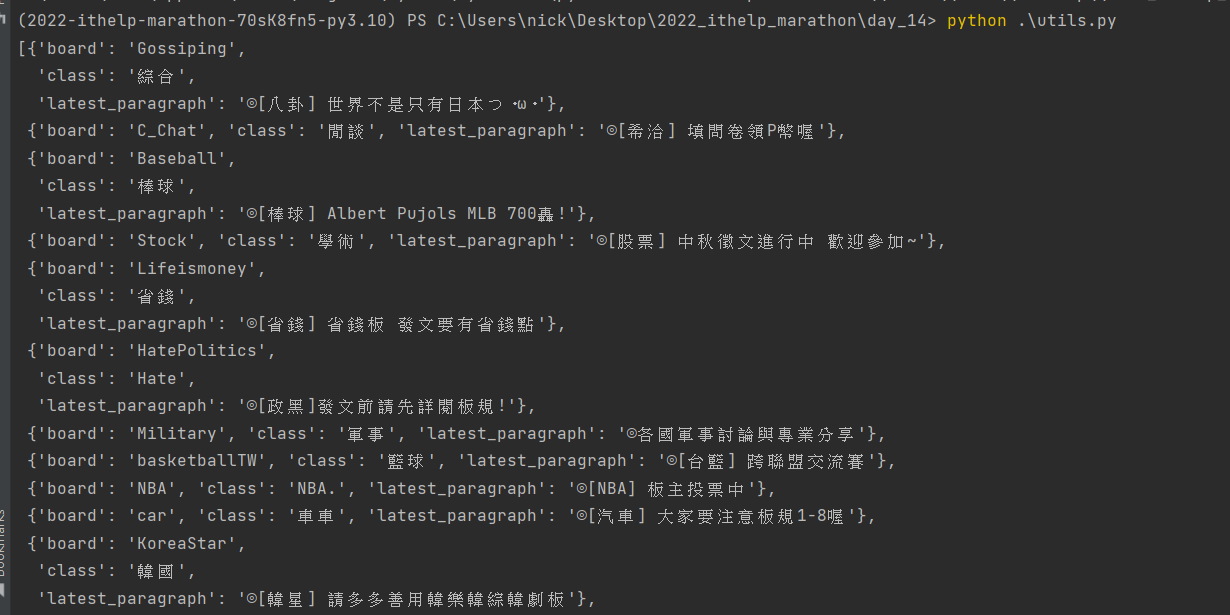 (2022-ithelp-marathon-70sK8fn5-py3.10) PS C:\Users\nick\Desktop\2022_ithelp_marathon\day_14> python .\utils.py
[{'board': 'Gossiping',
'class': '綜合',
'latest_paragraph': '◎[八卦] 世界不是只有日本つ ･ω･'},
{'board': 'C_Chat', 'class': '閒談', 'latest_paragraph': '◎[希洽] 填問卷領P幣喔'},
{'board': 'Baseball',
'class': '棒球',
'latest_paragraph': '◎[棒球] Albert Pujols MLB 700轟!'},
{'board': 'Stock', 'class': '學術', 'latest_paragraph': '◎[股票] 中秋徵文進行中 歡迎參加~'},
{'board': 'Lifeismoney',
'class': '省錢',
'latest_paragraph': '◎[省錢] 省錢板 發文要有省錢點'},
{'board': 'HatePolitics',
'class': 'Hate',
'latest_paragraph': '◎[政黑]發文前請先詳閱板規!'},
{'board': 'Military', 'class': '軍事', 'latest_paragraph': '◎各國軍事討論與專業分享'},
{'board': 'basketballTW', 'class': '籃球', 'latest_paragraph': '◎[台籃] 跨聯盟交流賽'},
{'board': 'NBA', 'class': 'NBA.', 'latest_paragraph': '◎[NBA] 板主投票中'},
{'board': 'car', 'class': '車車', 'latest_paragraph': '◎[汽車] 大家要注意板規1-8喔'},
{'board': 'KoreaStar',
'class': '韓國',
'latest_paragraph': '◎[韓星] 請多多善用韓樂韓綜韓劇板'},